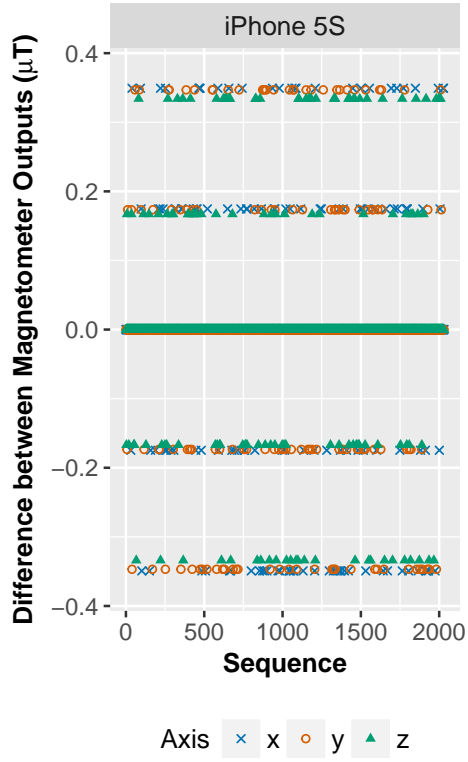 iPhone 5S
Difference between Magnetometer Outputs (μT)
0.4
0.2
0.0
−0.2
−0.4
0 500 1000 1500 2000
Sequence
Axis x y z